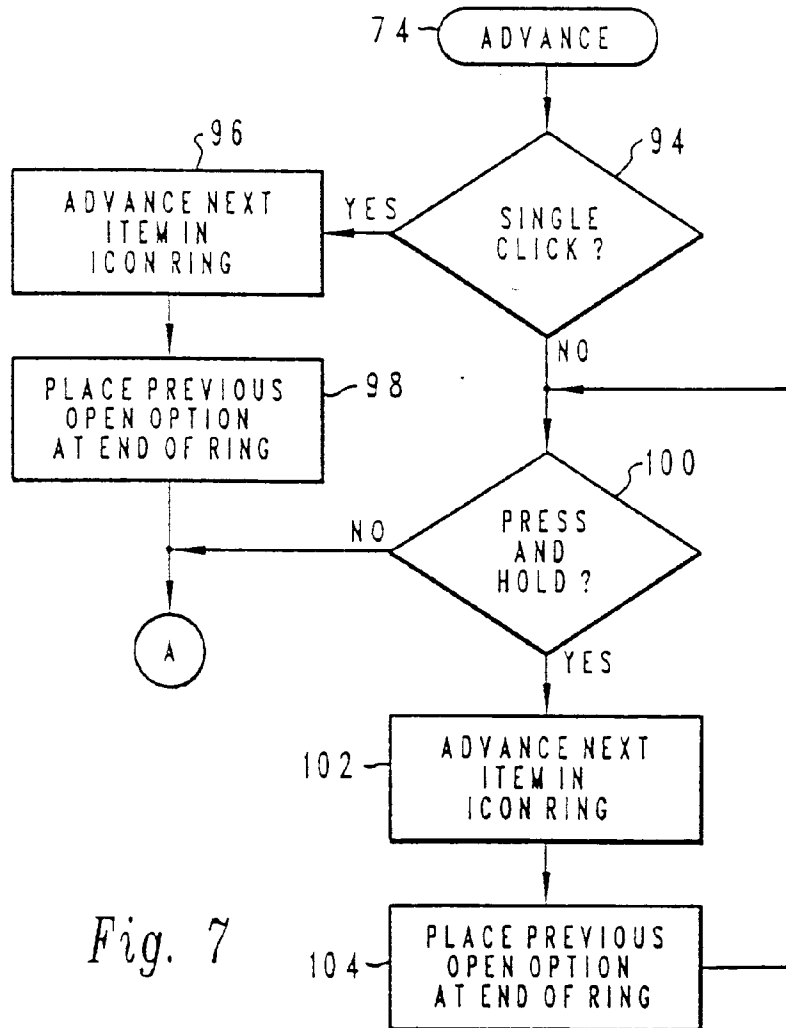 74
ADVANCE
96
94
ADVANCE NEXT
ITEM IN
ICON RING
YES
SINGLE
CLICK ?
NO
PLACE PREVIOUS
OPEN OPTION
AT END OF RING
98
100
NO
PRESS
AND
HOLD ?
A
YES
102
ADVANCE NEXT
ITEM IN
ICON RING
Fig. 7
104
PLACE PREVIOUS
OPEN OPTION
AT END OF RING